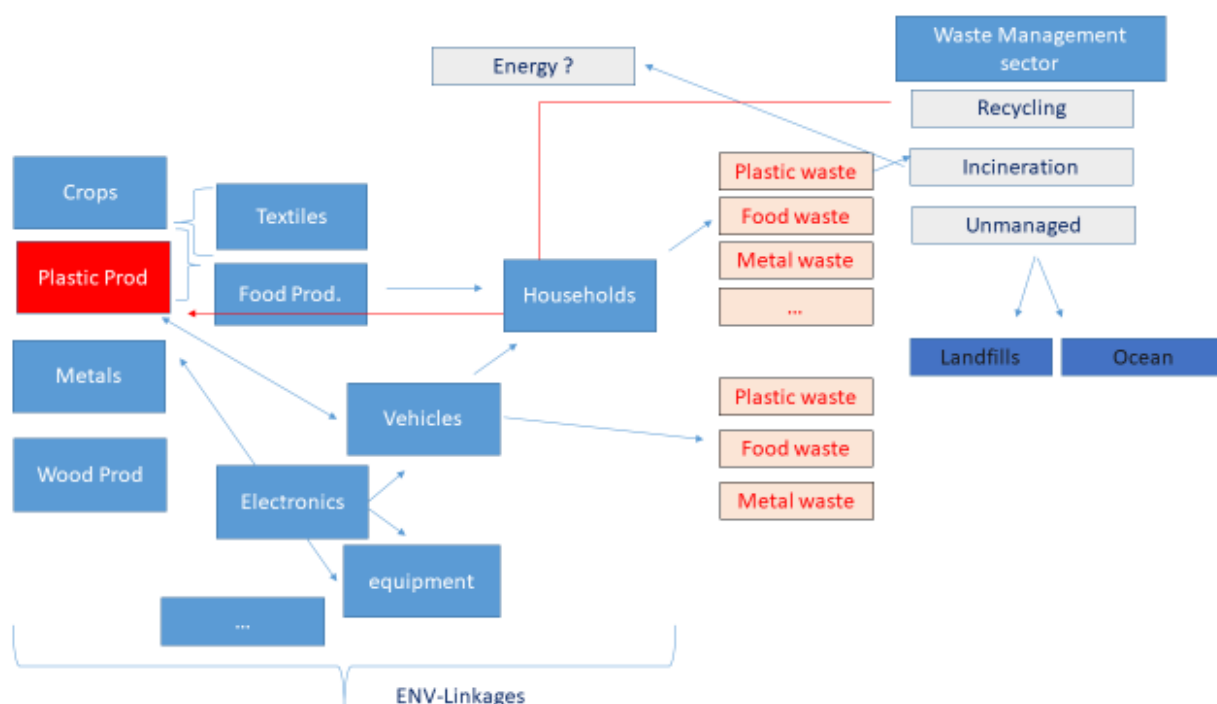 Waste Management
sector
Energy ?
Recycling
Crops
Plastic waste
Incineration
Textiles
Food waste
Unmanaged
Plastic Prod
Metal waste
Food Prod.
Households
...
Landfills
Ocean
Metals
Plastic waste
Vehicles
Food waste
Wood Prod
Electronics
Metal waste
equipment
...
ENV-Linkages